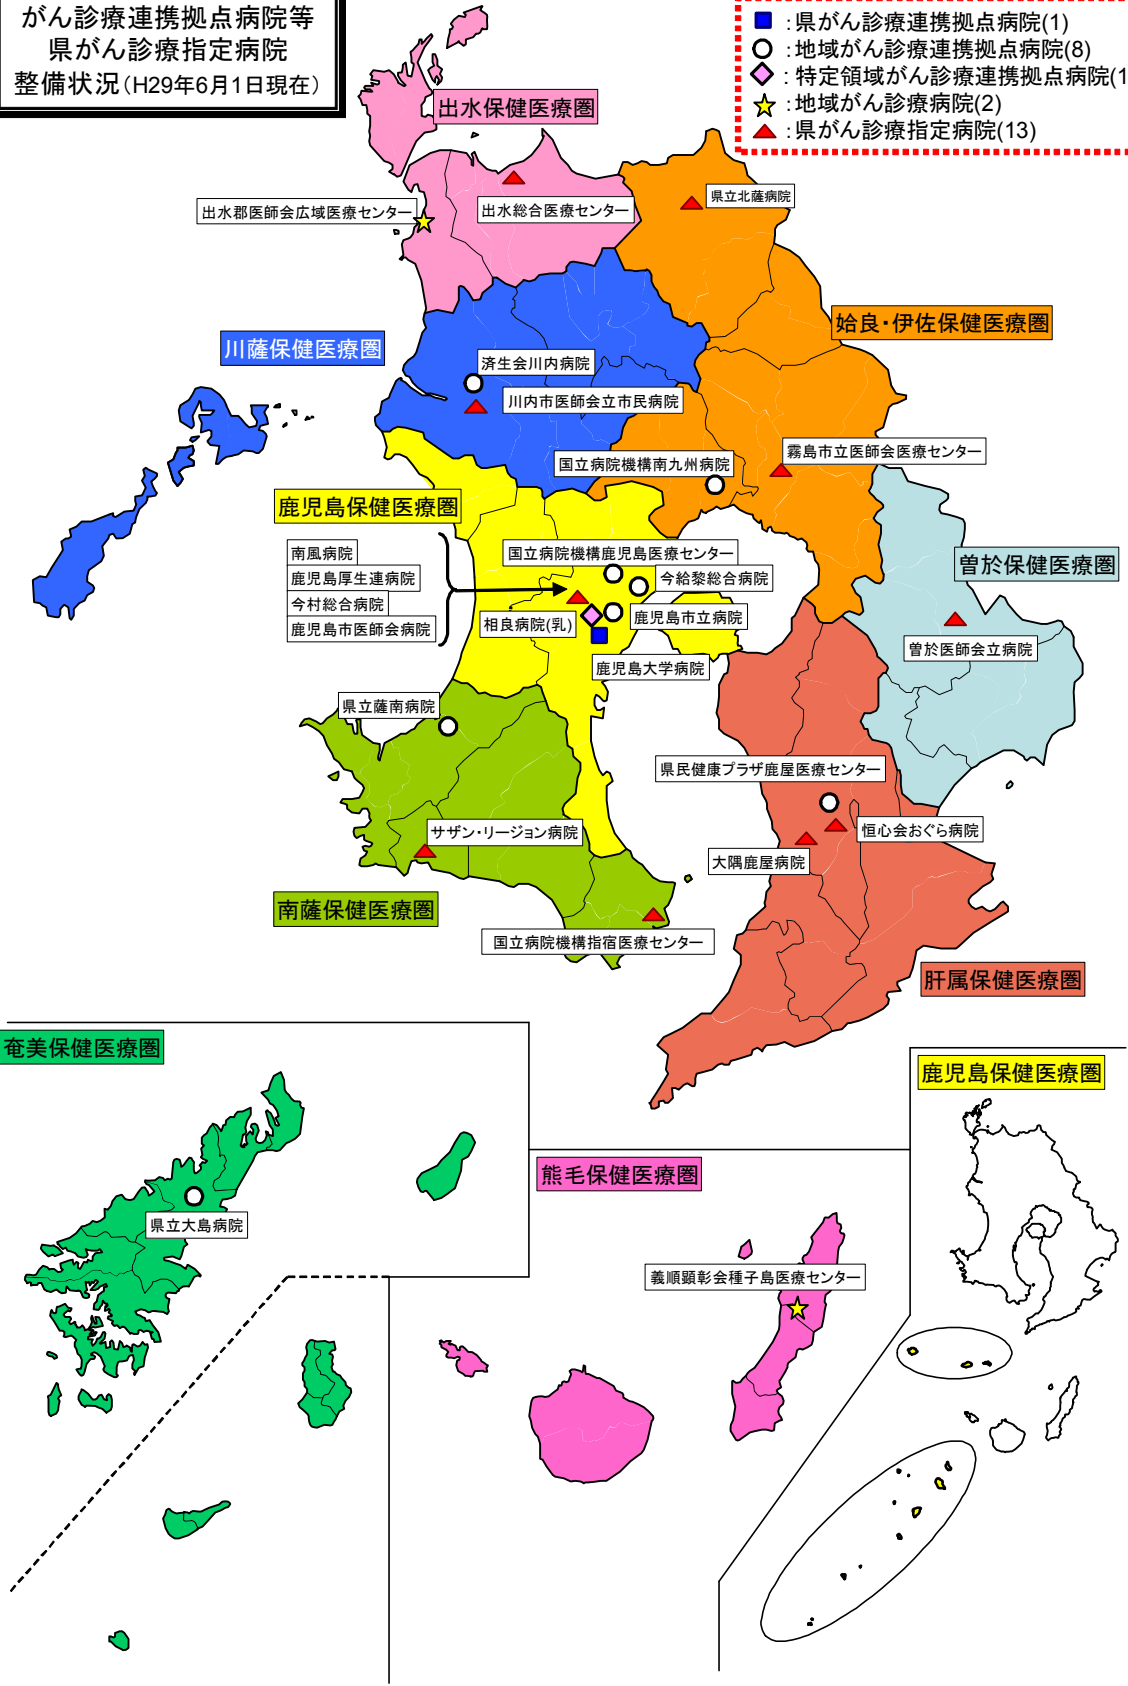 がん診療連携拠点病院等
県がん診療指定病院
整備状況(H29年6月1日現在)
:県がん診療連携拠点病院(1)
:地域がん診療連携拠点病院(8)
:特定領域がん診療連携拠点病院(1
:地域がん診療病院(2)
:県がん診療指定病院(13)
出水保健医療圏
県立北薩病院
出水郡医師会広域医療センター
出水総合医療センター
姶良・伊佐保健医療圏
川薩保健医療圏
済生会川内病院
川内市医師会立市民病院
霧島市立医師会医療センター
国立病院機構南九州病院
鹿児島保健医療圏
南風病院
鹿児島厚生連病院
今村総合病院
鹿児島市医師会病院
国立病院機構鹿児島医療センター
今給黎総合病院
曽於保健医療圏
相良病院(乳)
鹿児島市立病院
曽於医師会立病院
鹿児島大学病院
県立薩南病院
県民健康プラザ鹿屋医療センター
サザン・リージョン病院
恒心会おぐら病院
大隅鹿屋病院
南薩保健医療圏
国立病院機構指宿医療センター
肝属保健医療圏
奄美保健医療圏
鹿児島保健医療圏
熊毛保健医療圏
県立大島病院
義順顕彰会種子島医療センター